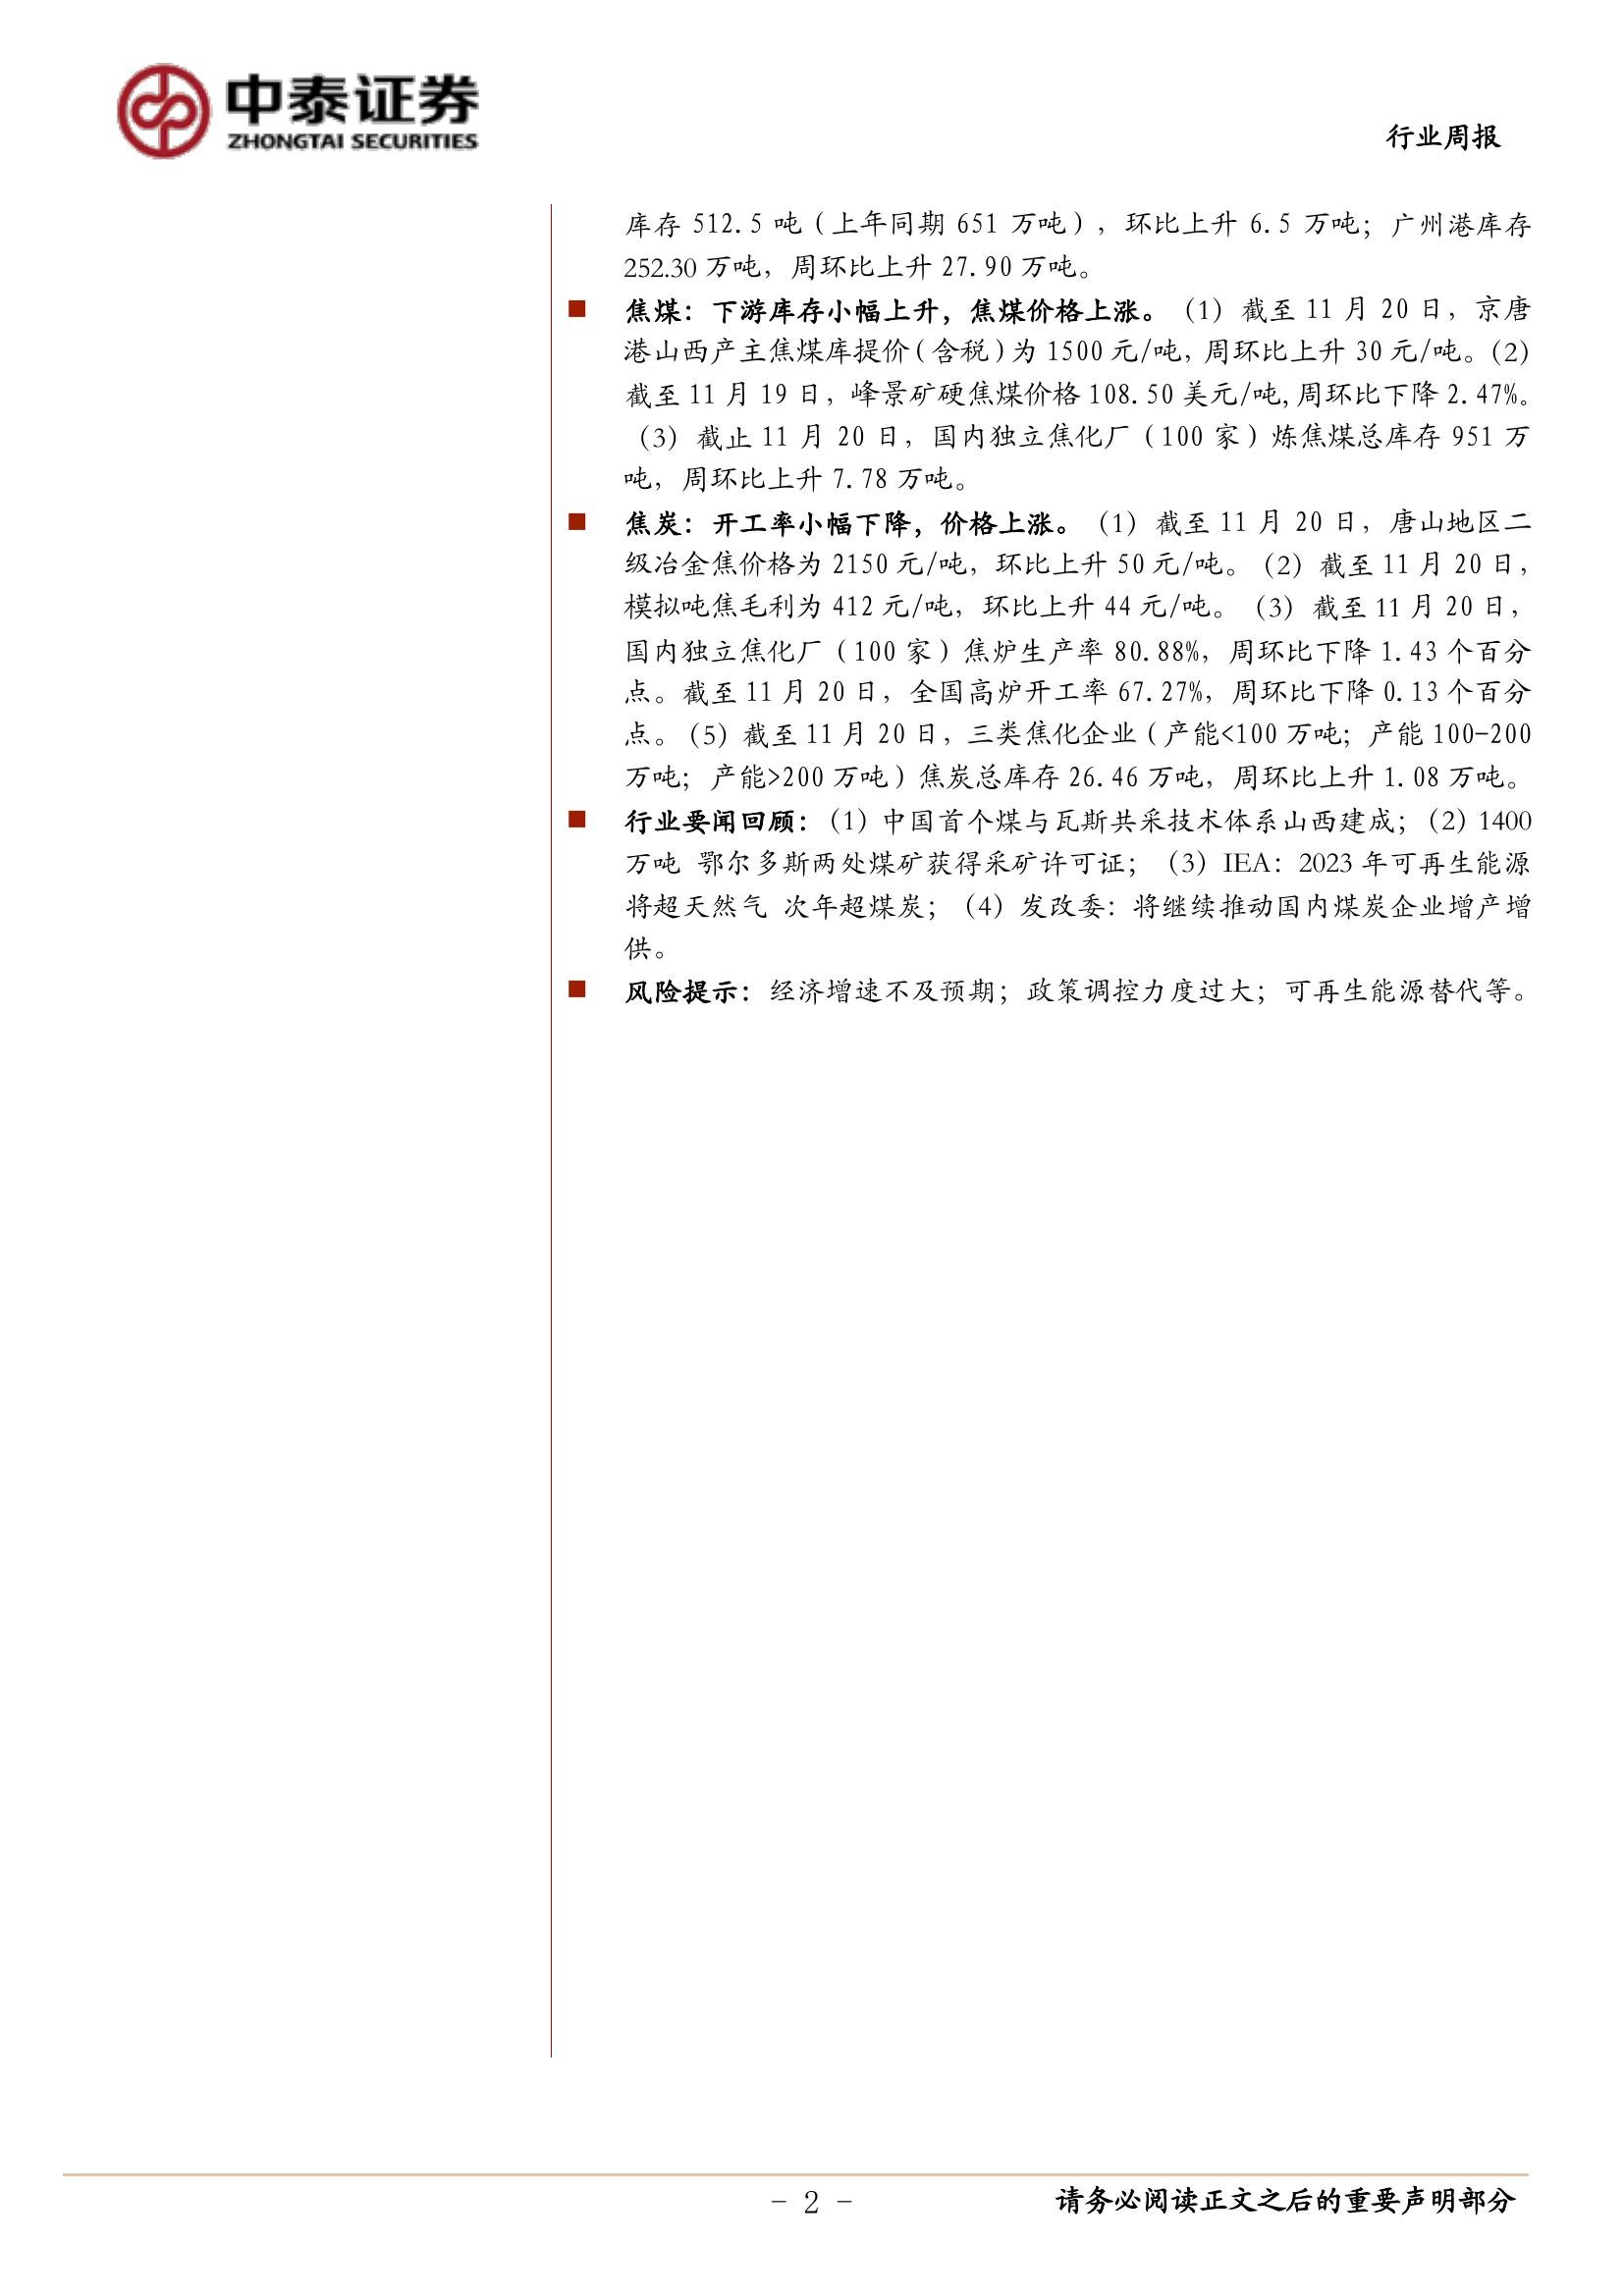 中泰证券
ZHONGTAI SECURITIES
行业周报
库存 512.5 吨（上年同期 651 万吨），环比上升 6.5 万吨；广州港库存
252.30 万吨，周环比上升 27.90 万吨。
■ 焦煤：下游库存小幅上升，焦煤价格上涨。（1）截至 11 月 20 日，京唐
港山西产主焦煤库提价（含税）为 1500 元/吨，周环比上升 30 元/吨。（2）
截至 11 月 19 日，峰景矿硬焦煤价格 108.50 美元/吨,周环比下降 2.47%。
（3）截止 11 月 20 日，国内独立焦化厂（100 家）炼焦煤总库存 951 万
吨，周环比上升 7.78 万吨。
■ 焦炭：开工率小幅下降，价格上涨。（1）截至 11 月 20 日，唐山地区二
级冶金焦价格为 2150 元/吨，环比上升 50 元/吨。（2）截至 11 月 20 日，
模拟吨焦毛利为 412 元/吨，环比上升 44 元/吨。（3）截至 11 月 20 日，
国内独立焦化厂（100 家）焦炉生产率 80.88%，周环比下降 1.43 个百分
点。截至 11 月 20 日，全国高炉开工率 67.27%，周环比下降 0.13 个百分
点。（5）截至 11 月 20 日，三类焦化企业（产能<100 万吨；产能 100-200
万吨；产能>200 万吨）焦炭总库存 26.46 万吨，周环比上升 1.08 万吨。
■ 行业要闻回顾：（1）中国首个煤与瓦斯共采技术体系山西建成；（2）1400
万吨 鄂尔多斯两处煤矿获得采矿许可证；（3）IEA：2023 年可再生能源
将超天然气 次年超煤炭；（4）发改委：将继续推动国内煤炭企业增产增
供。
■ 风险提示：经济增速不及预期；政策调控力度过大；可再生能源替代等。
- 2 -
请务必阅读正文之后的重要声明部分